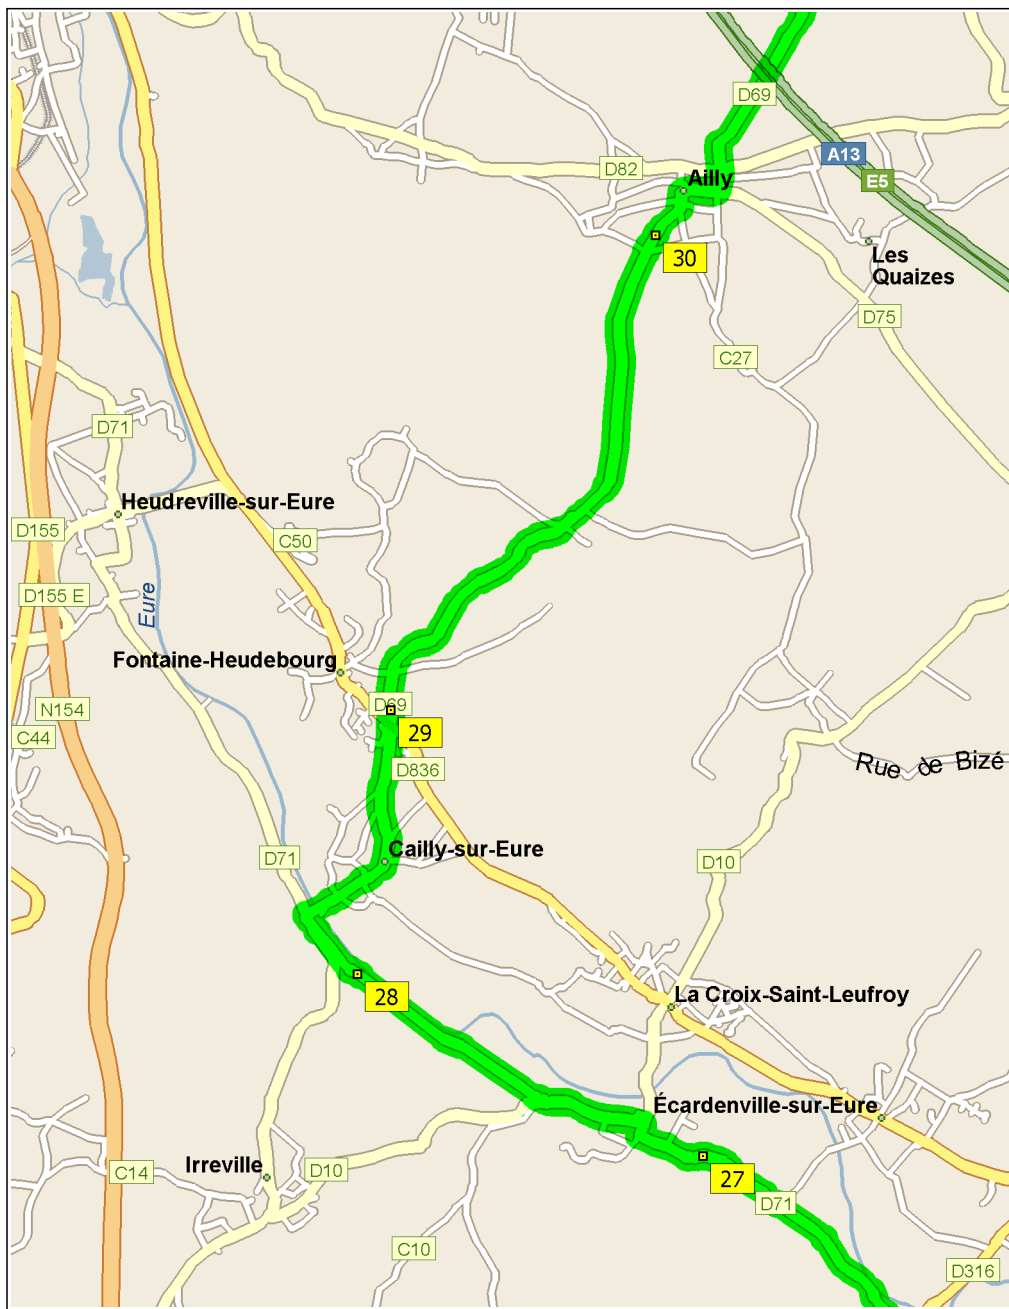 D69
A13
D82
E5
Ailly
30
Les
Quaizes
D75
C27
D71
Heudreville-sur-Eure
D155
C50
D155 E
Eure
Fontaine-Heudebourg
D69
N154
29
C44
D836
Rue de Bizé
Cailly-sur-Eure
D71
D10
28
La Croix-Saint-Leufroy
Écardenville-sur-Eure
Irreville
D10
C14
27
D71
C10
D316